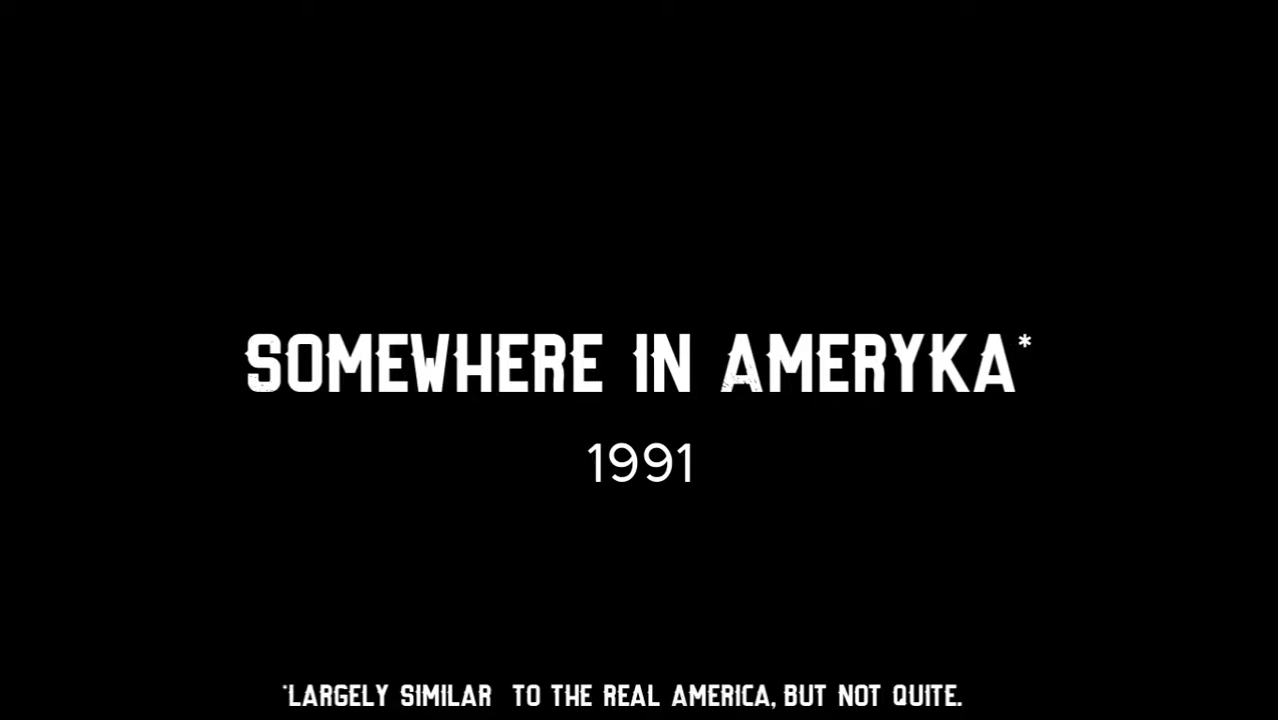 SOMEWHERE IN AMERYKA*
1991
*LARGELY SIMILAR TO THE REAL AMERICA, BUT NOT QUITE.